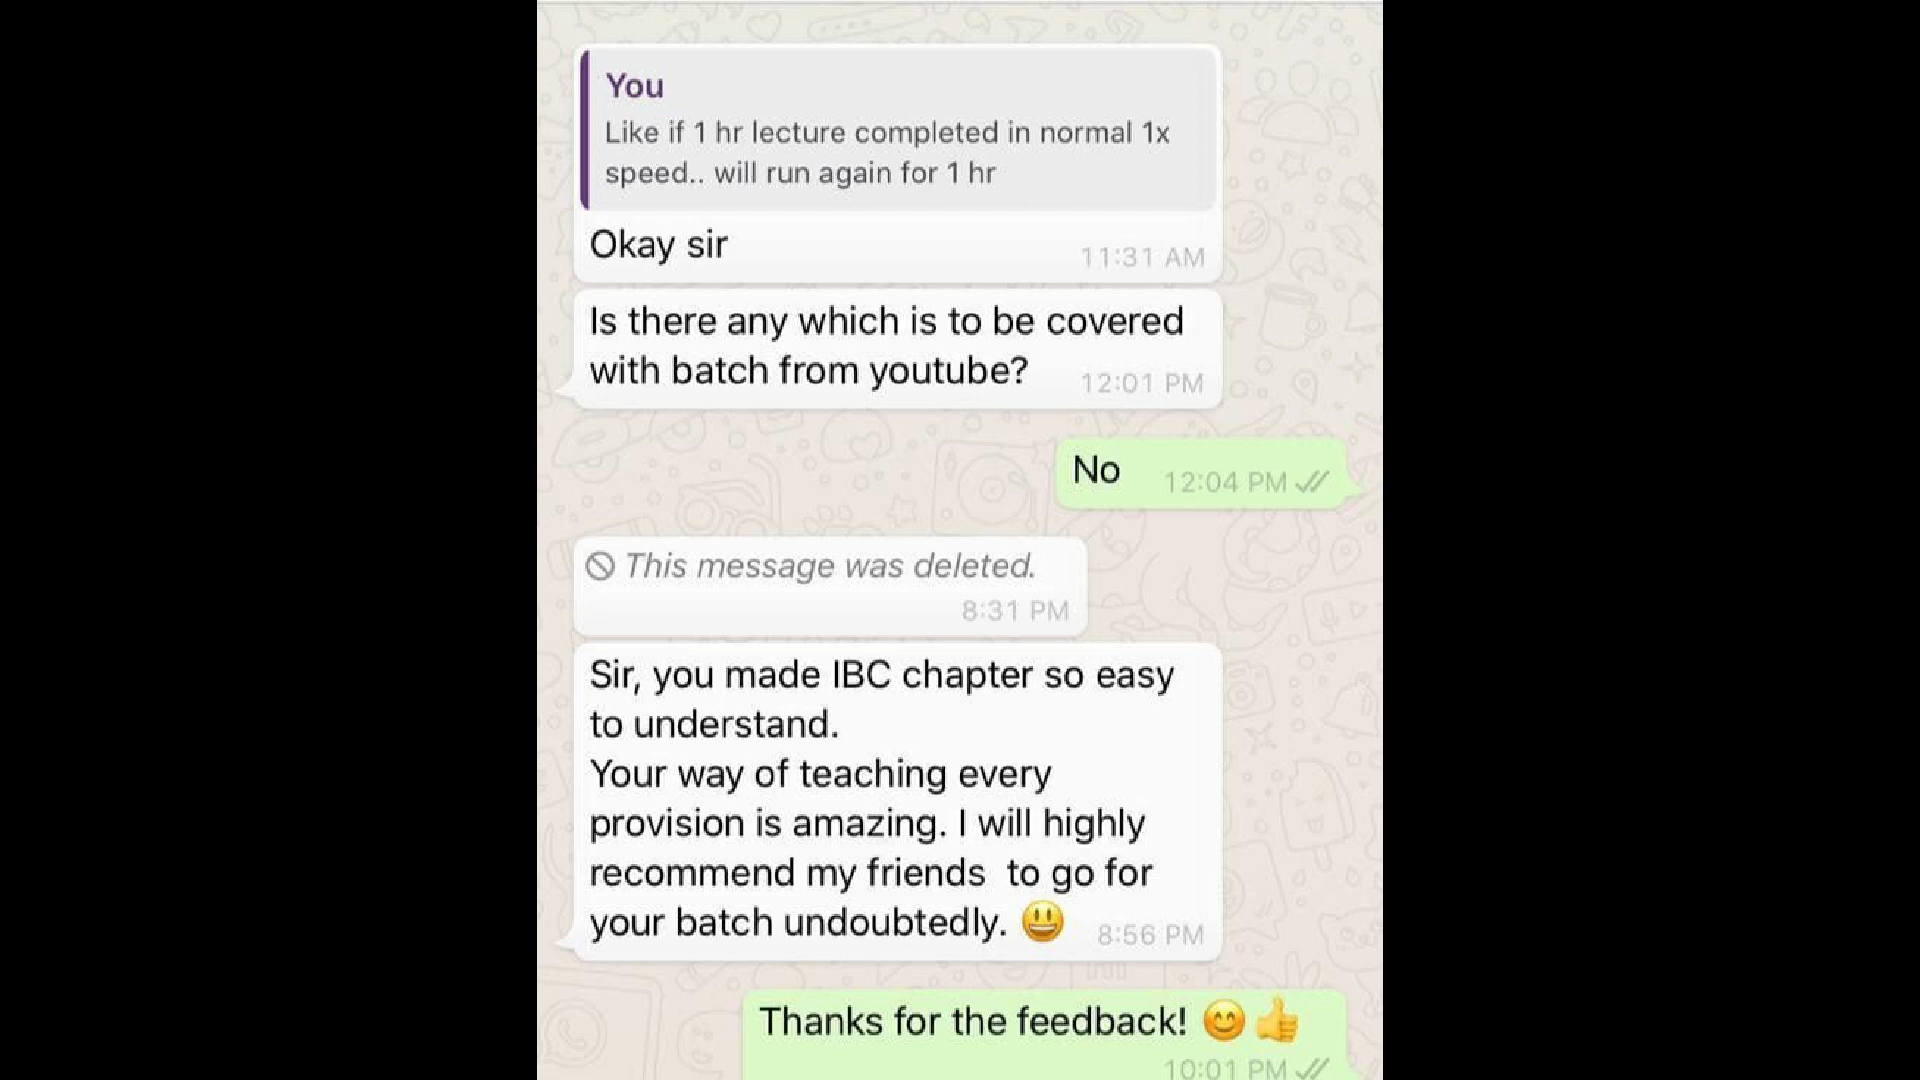 You
Like if 1 hr lecture completed in normal 1x
speed.. will run again for 1 hr
Okay sir
11:31 AM
Is there any which is to be covered
with batch from youtube?
12:01 PM
No
12:04 PM
This message was deleted.
8:31 PM
Sir, you made IBC chapter so easy
to understand.
Your way of teaching every
provision is amazing. I will highly
recommend my friends  to go for
your batch undoubtedly. 😃
8:56 PM
Thanks for the feedback! 😊👍
10:01 PM